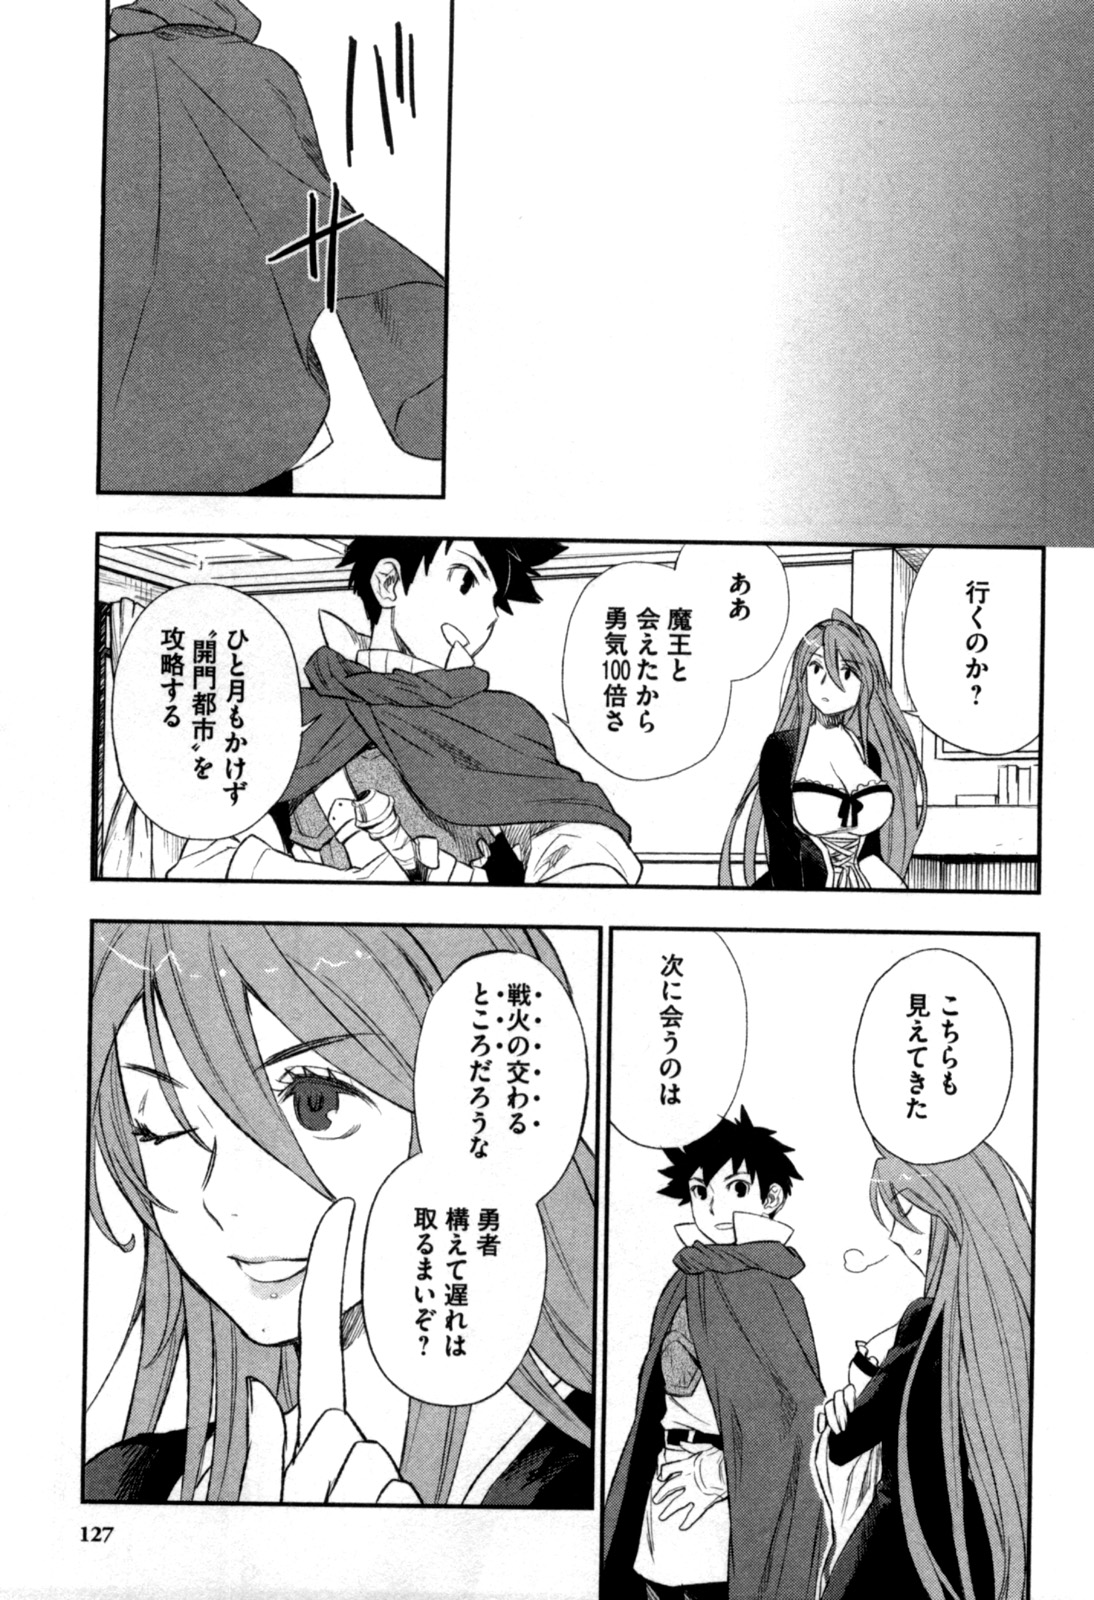 行くのか?
ああ
魔王と
会えたから
勇気100倍さ
ひと月もかけず
〝開門都市〟を
攻略する
こちらも
見えてきた
次に会うのは
戦火の交わる
ところだろうな
勇者
構えて遅れは
取るまいぞ?
127